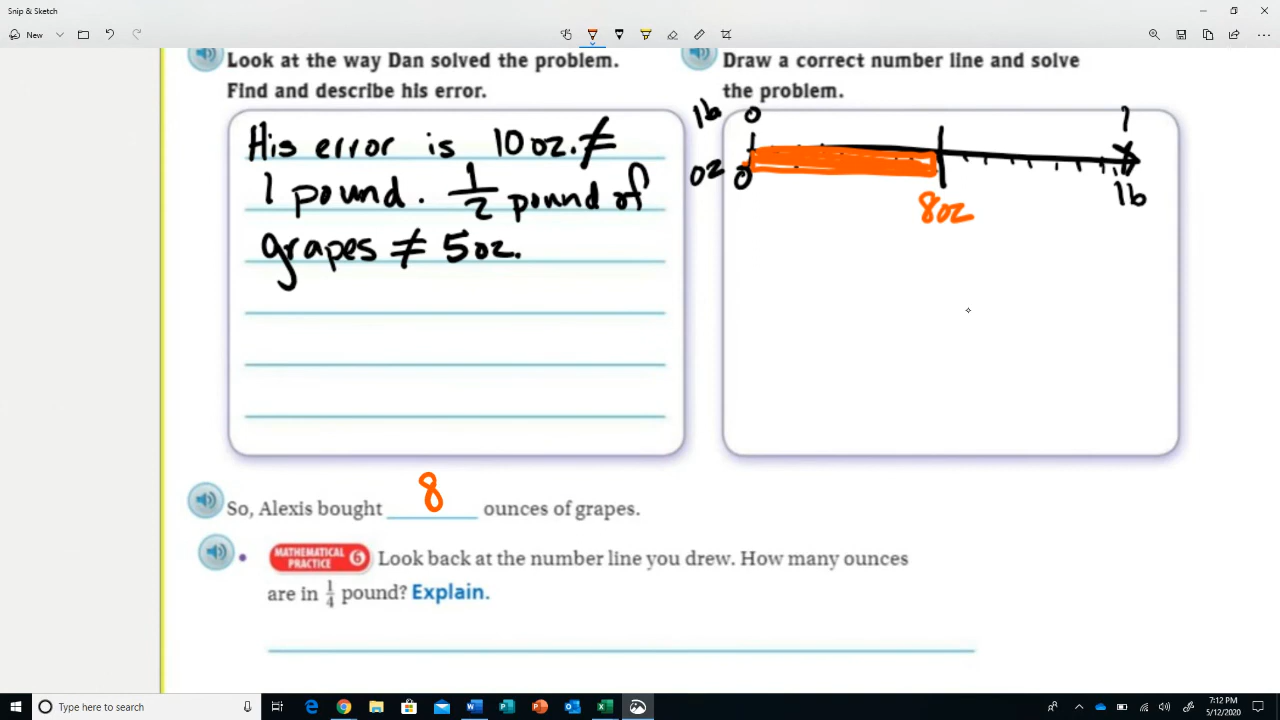 Snip & Sketch
New
Look at the way Dan solved the problem.
Find and describe his error.
His error is 10 oz. ≠
1 pound. 1/2 pound of
grapes ≠ 5 oz.
Draw a correct number line and solve
the problem.
lb 0 1
oz 0
8oz
lb
So, Alexis bought 8 ounces of grapes.
• MATHEMATICAL PRACTICE 6 Look back at the number line you drew. How many ounces
are in 1/4 pound? Explain.
Type here to search
7:12 PM
5/12/2020